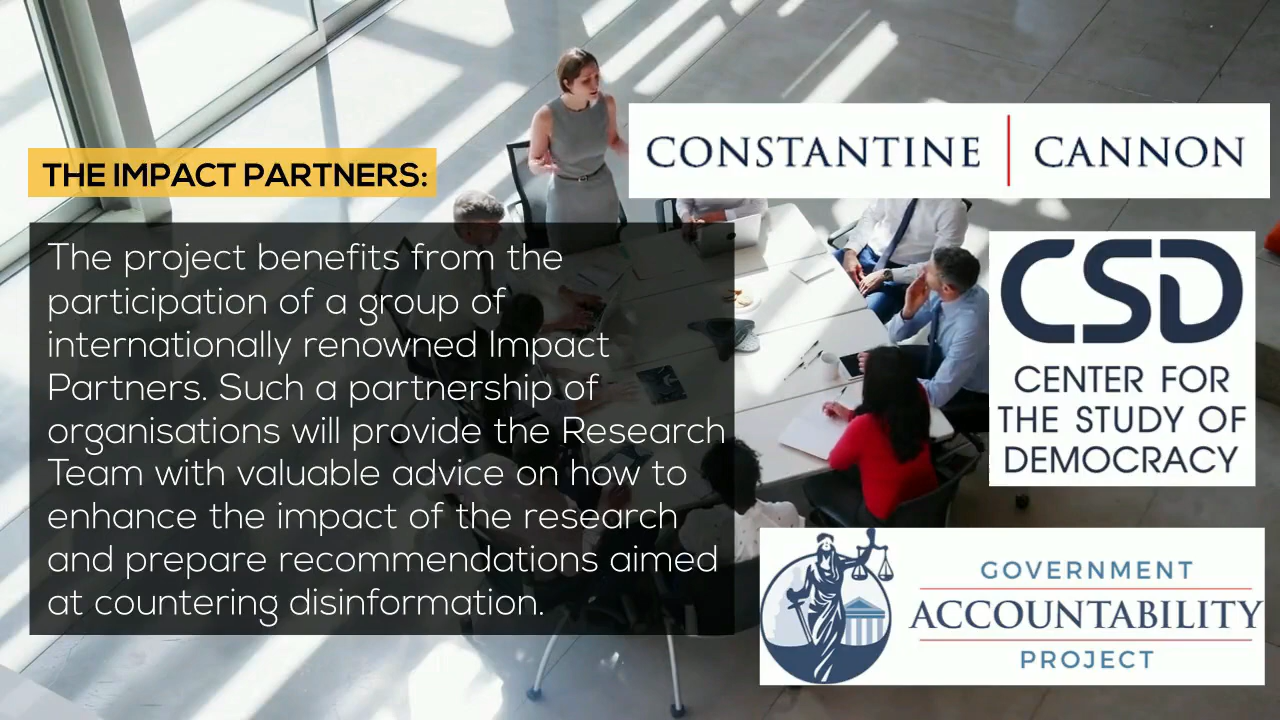 THE IMPACT PARTNERS:
The project benefits from the
participation of a group of
internationally renowned Impact
Partners. Such a partnership of
organisations will provide the Research
Team with valuable advice on how to
enhance the impact of the research
and prepare recommendations aimed
at countering disinformation.
CONSTANTINE | CANNON
CSD
CENTER FOR
THE STUDY OF
DEMOCRACY
GOVERNMENT
ACCOUNTABILITY
PROJECT